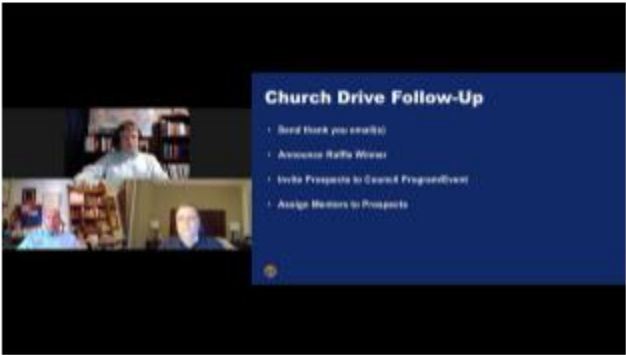 Church Drive Follow-Up
Send thank you email(s)
Announce Raffle Winner
Invite Prospects to Council Program/Event
Assign Mentors to Prospects